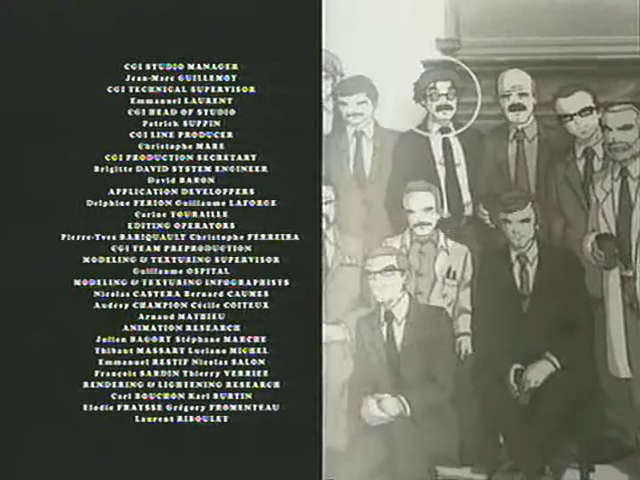 CGI STUDIO MANAGER
Jean-Marc GUILLEMOY
CGI TECHNICAL SUPERVISOR
Emmanuel LAURENT
CGI HEAD OF STUDIO
Patrick SUPPIN
CGI LINE PRODUCER
Christophe MARE
CGI PRODUCTION SECRETARY
Brigitte DAVID SYSTEM ENGINEER
David BARON
APPLICATION DEVELOPPERS
Delphine FERION Guillaume LAFORGE
Carine TOURAILLE
EDITING OPERATORS
Pierre-Yves BARIQUAULT Christophe FERREIRA
CGI TEAM PREPRODUCTION
MODELING & TEXTURING SUPERVISOR
Guillaume OSPITAL
MODELING & TEXTURING INFOGRAPHISTS
Nicolas CASTERA Bernard CAUMES
Audrey CHAMPION Cécile COITEUX
Arnaud MATHIEU
ANIMATION RESEARCH
Julien BAGORY Stéphane MARCHE
Thibaut MASSART Luciano MICHEL
Emmanuel RESTIF Nicolas SALON
François SARDIN Thierry VERRIEE
RENDERING & LIGHTENING RESEARCH
Carl BOUCHON Karl BURTIN
Elodie FRAYSSE Grégory FROMENTEAU
Laurent RIBOULET